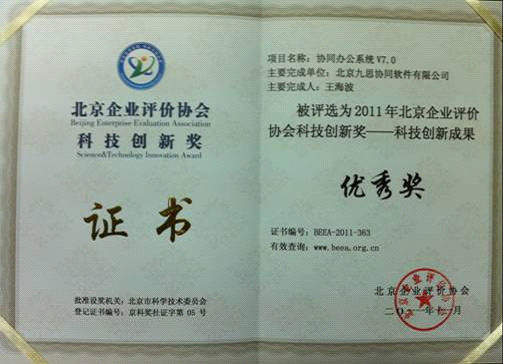 北京企业评价协会
Beijing Enterprise Evaluation Association
科技创新奖
Science&Technology Innovation Award
证书
批准设奖机关：北京市科学技术委员会
登记证书编号：京科奖社证字第 05 号
项目名称：协同办公系统 V7.0
主要完成单位：北京九思协同软件有限公司
主要完成人：王海波
被评选为2011年北京企业评价
协会科技创新奖——科技创新成果
优秀奖
证书编号：BEEA-2011-363
有效查询：www.beea.org.cn
北京企业评价协会